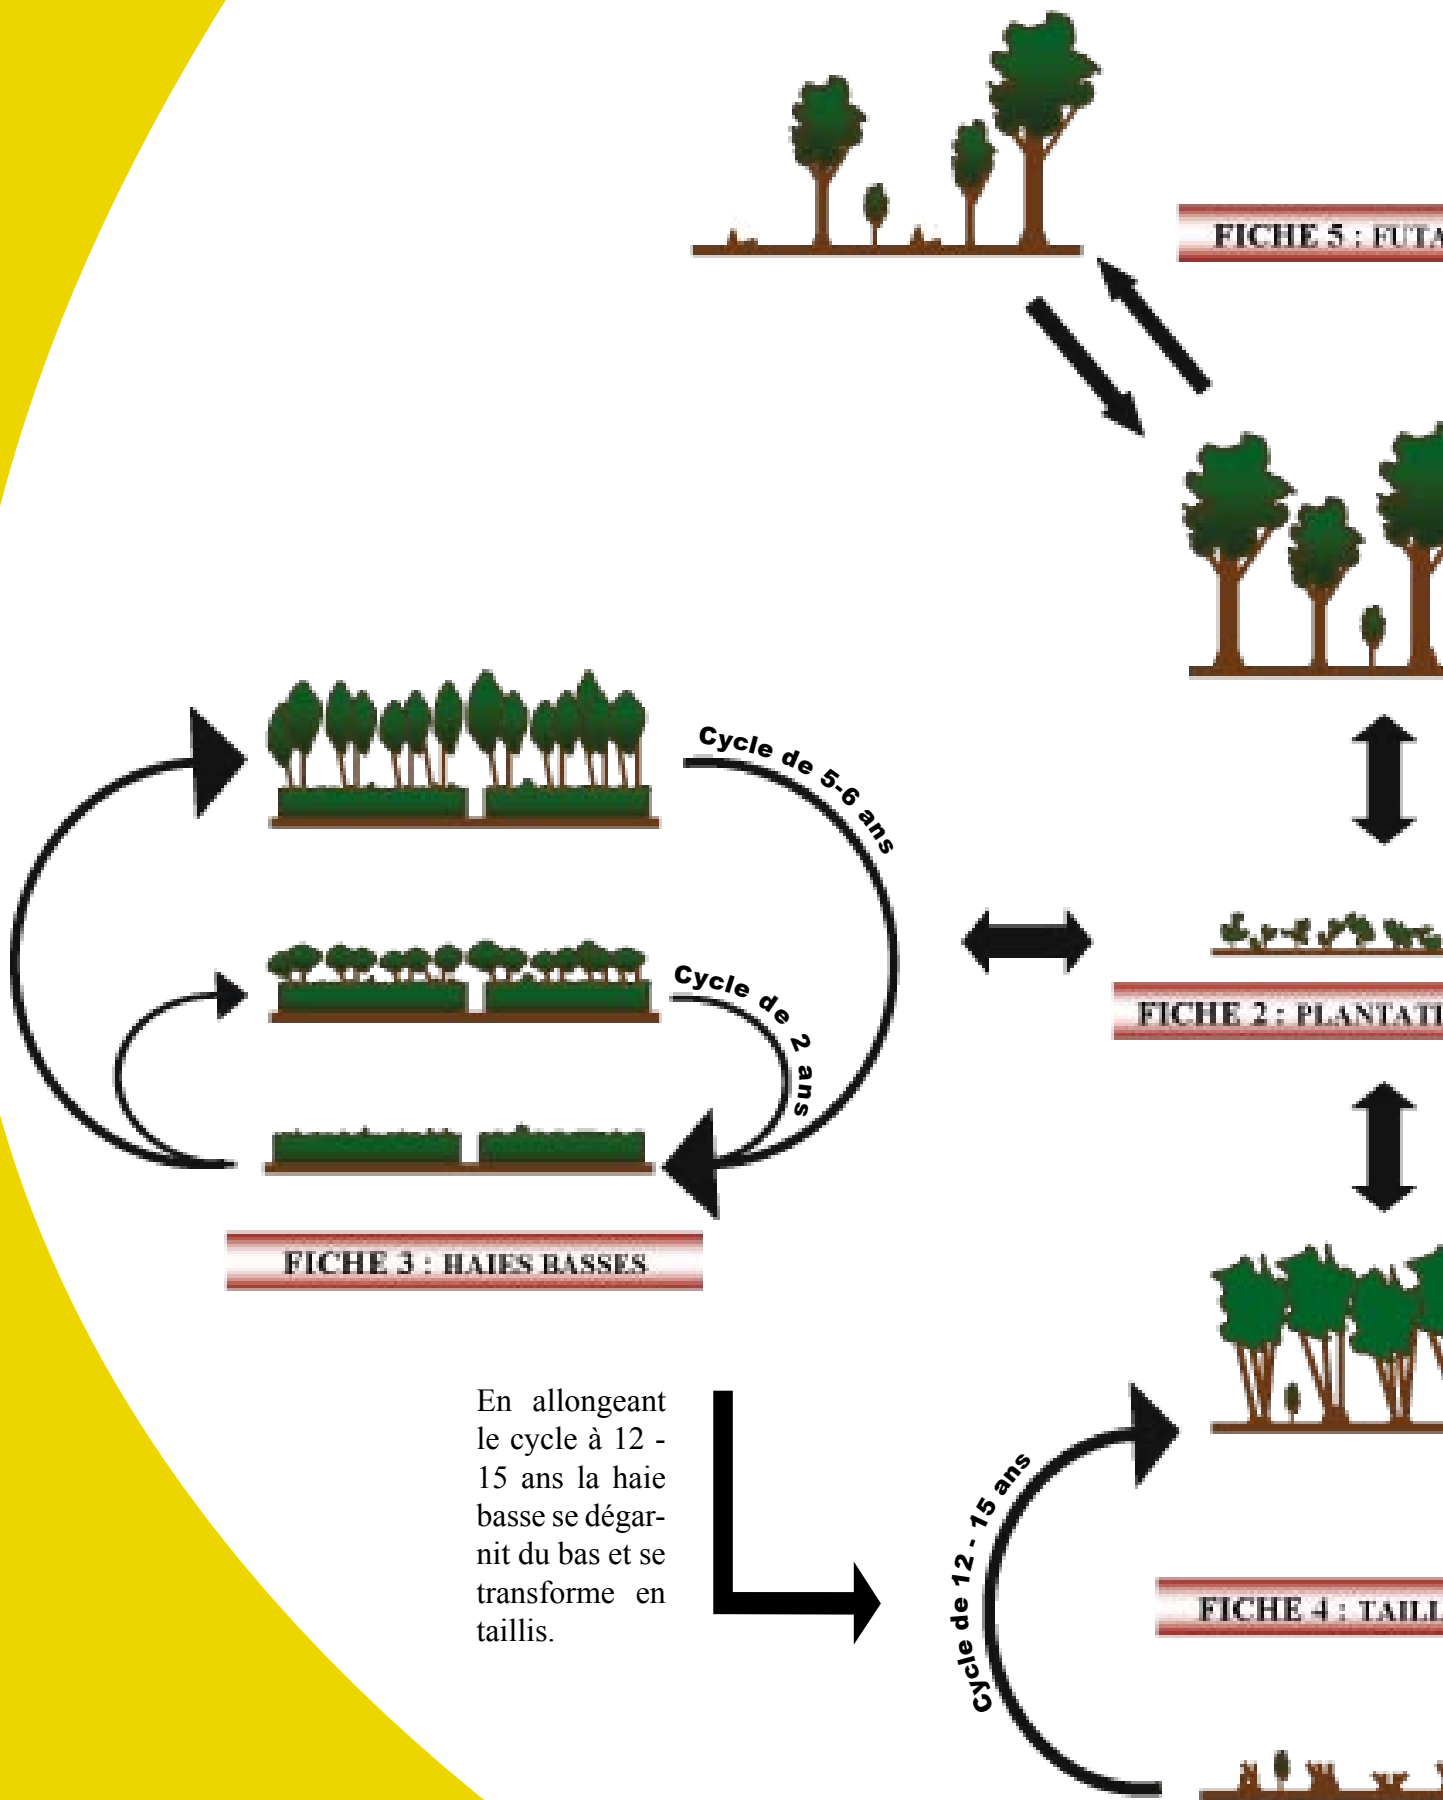 FICHE 5 : FUTA
Cycle de 5-6 ans
Cycle de 2 ans
FICHE 2 : PLANTATI
FICHE 3 : HAIES BASSES
En allongeant
le cycle à 12 -
15 ans la haie
basse se dégar-
nit du bas et se
transforme en
taillis.
Cycle de 12 - 15 ans
FICHE 4 : TAILL